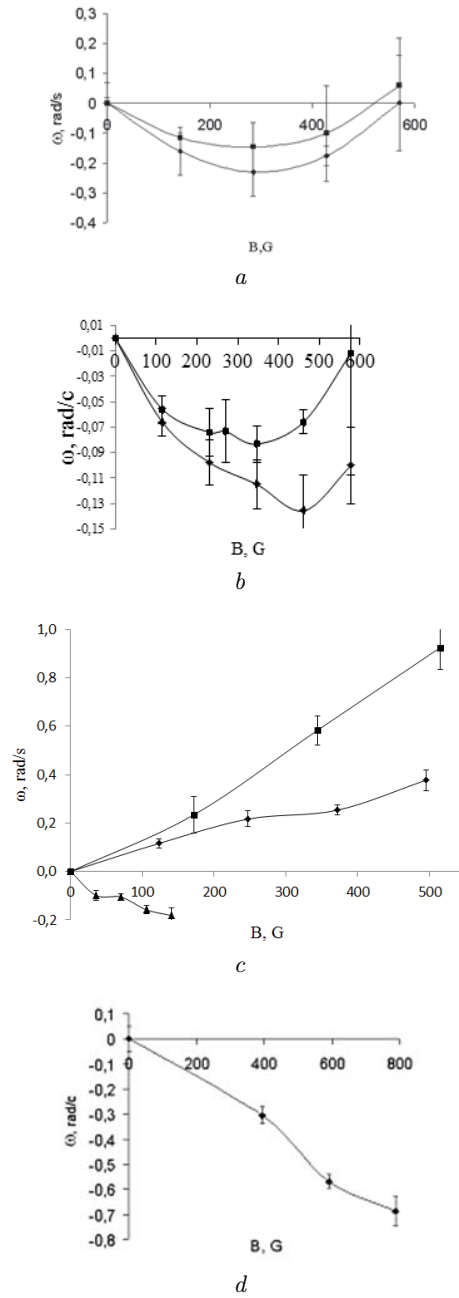 0,3
0,2
0,1
0
-0,1
-0,2
-0,3
-0,4
0
200
400
600
ω, rad/s
B,G
a
0,01
-0,01
-0,03
-0,05
-0,07
-0,09
-0,11
-0,13
-0,15
0 100 200 300 400 500 600
ω, rad/c
B, G
b
1,0
0,8
0,6
0,4
0,2
0,0
-0,2
0 100 200 300 400 500
ω, rad/s
B, G
c
0,1
0
-0,1
-0,2
-0,3
-0,4
-0,5
-0,6
-0,7
-0,8
0 200 400 600 800
ω, rad/c
B, G
d